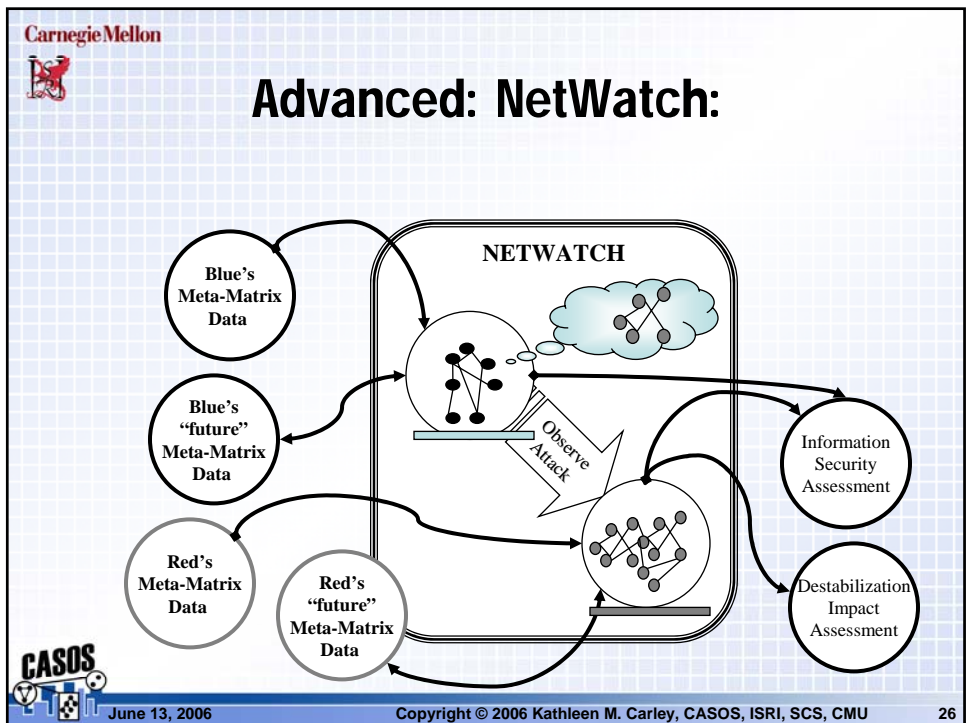 Carnegie Mellon
Advanced: NetWatch:
NETWATCH
Blue's
Meta-Matrix
Data
Blue's
“future”
Meta-Matrix
Data
Observe
Attack
Information
Security
Assessment
Red's
Meta-Matrix
Data
Red's
“future”
Meta-Matrix
Data
Destabilization
Impact
Assessment
CASOS
June 13, 2006
Copyright © 2006 Kathleen M. Carley, CASOS, ISRI, SCS, CMU
26